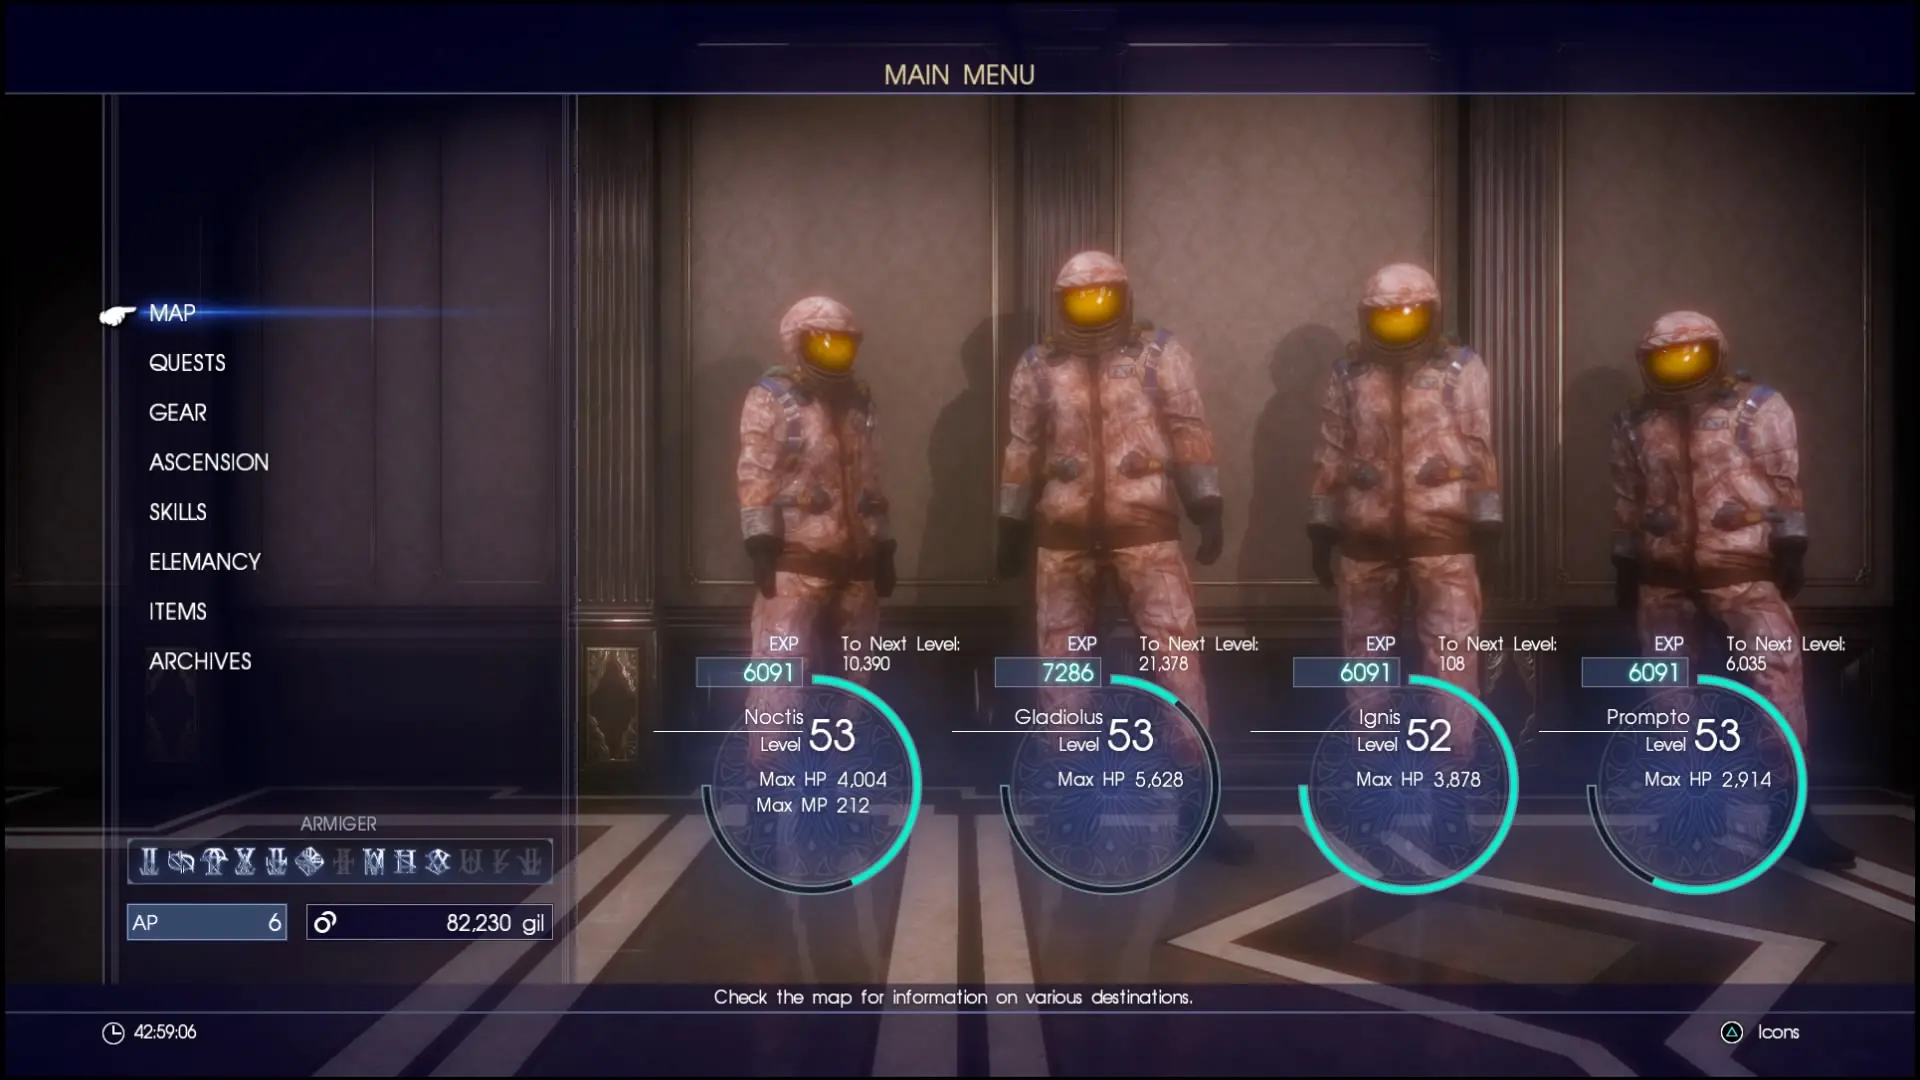 MAIN MENU
MAP
QUESTS
GEAR
ASCENSION
SKILLS
ELEMANCY
ITEMS
ARCHIVES
ARMIGER
AP 6
82,230 gil
EXP To Next Level:
6091 10,390
Noctis
Level 53
Max HP 4,004
Max MP 212
EXP To Next Level:
7286 21,378
Gladiolus
Level 53
Max HP 5,628
EXP To Next Level:
6091 108
Ignis
Level 52
Max HP 3,878
EXP To Next Level:
6091 6,035
Prompto
Level 53
Max HP 2,914
Check the map for information on various destinations.
42:59:06
Icons